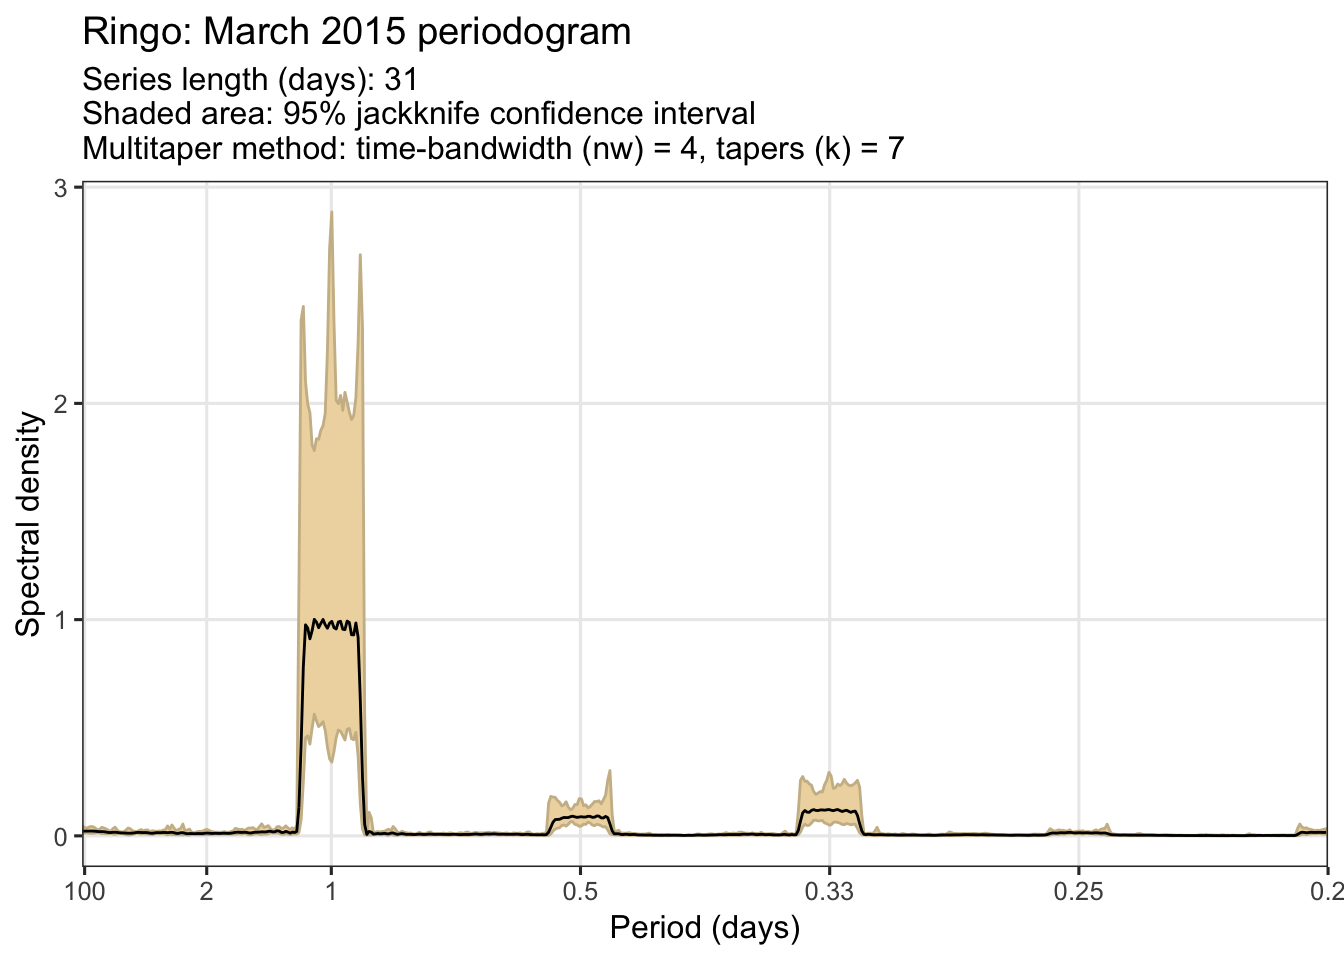 Ringo: March 2015 periodogram
Series length (days): 31
Shaded area: 95% jackknife confidence interval
Multitaper method: time-bandwidth (nw) = 4, tapers (k) = 7
3
2
1
0
Spectral density
100 2 1 0.5 0.33 0.25 0.2
Period (days)